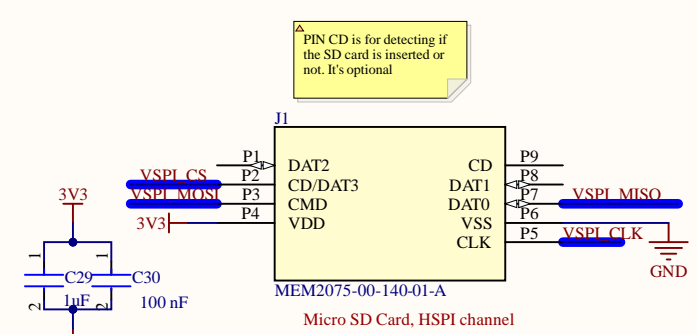 PIN CD is for detecting if
the SD card is inserted or
not. It's optional
J1
P1 DAT2 CD P9
VSPI_CS P2 CD/DAT3 DAT1 P8
VSPI_MOSI P3 CMD DAT0 P7 VSPI_MISO
3V3 P4 VDD VSS P6
CLK P5 VSPI_CLK
GND
MEM2075-00-140-01-A
Micro SD Card, HSPI channel
3V3
1 1
C29 C30
1uF 100 nF
2 2